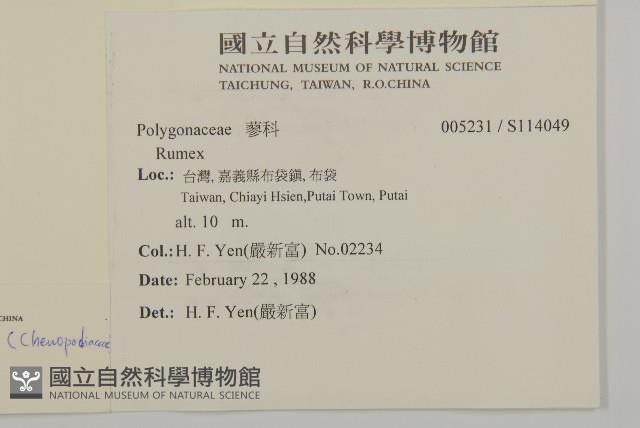 國立自然科學博物館
NATIONAL MUSEUM OF NATURAL SCIENCE
TAICHUNG, TAIWAN, R.O.CHINA
Polygonaceae 蓼科 005231 / S114049
Rumex
Loc.: 台灣, 嘉義縣布袋鎮, 布袋
Taiwan, Chiayi Hsien,Putai Town, Putai
alt. 10 m.
Col.: H. F. Yen(嚴新富) No.02234
Date: February 22 , 1988
Det.: H. F. Yen(嚴新富)
CHINA
(Chenopodiaceae
國立自然科學博物館
NATIONAL MUSEUM OF NATURAL SCIENCE